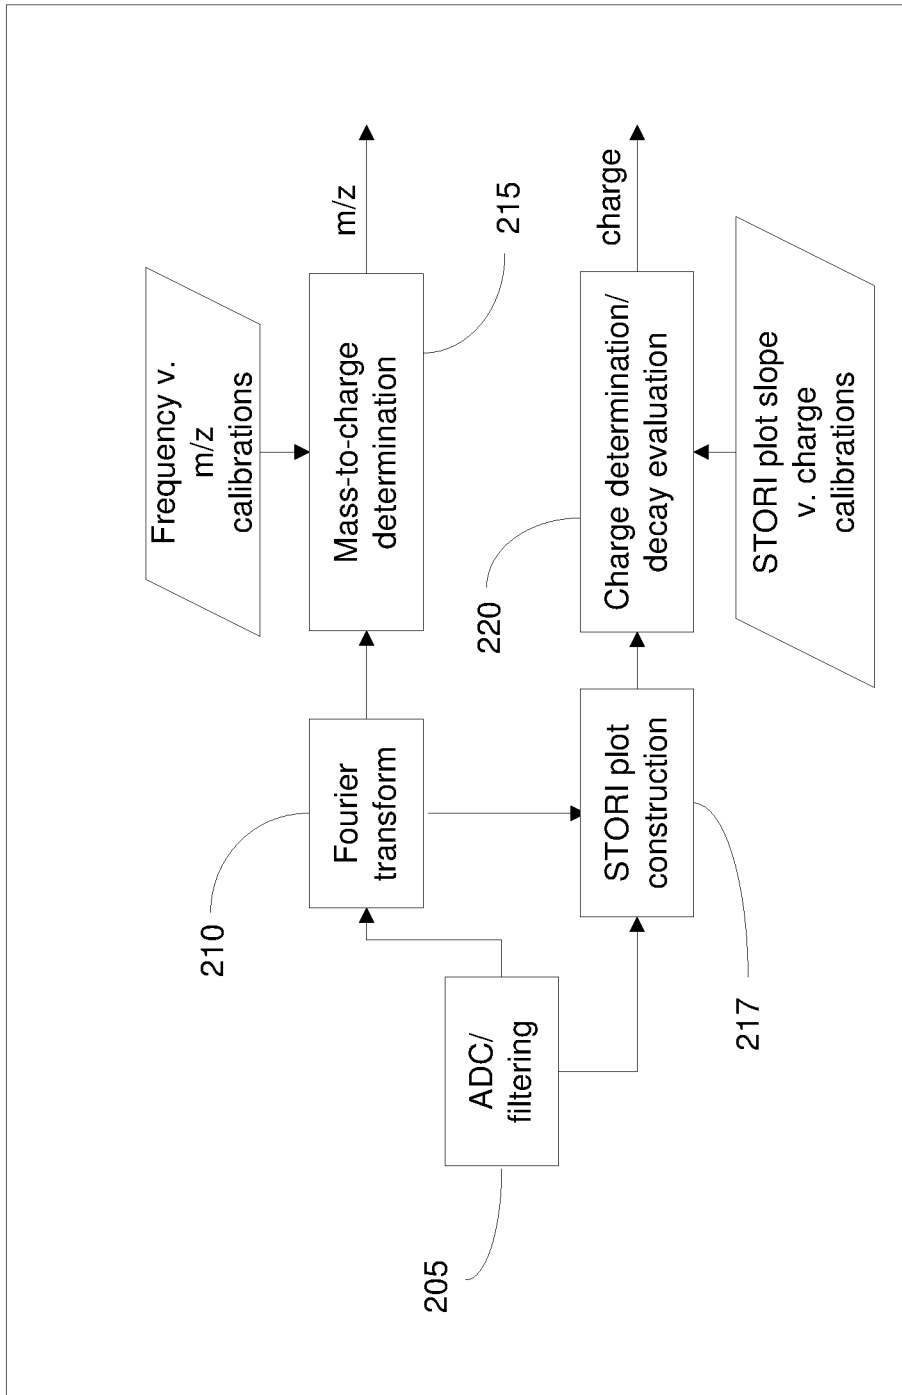 Frequency v.
m/z
calibrations
210
Fourier
transform
Mass-to-charge
determination
m/z
215
205
ADC/
filtering
220
STORI plot
construction
Charge determination/
decay evaluation
charge
217
STORI plot slope
v. charge
calibrations